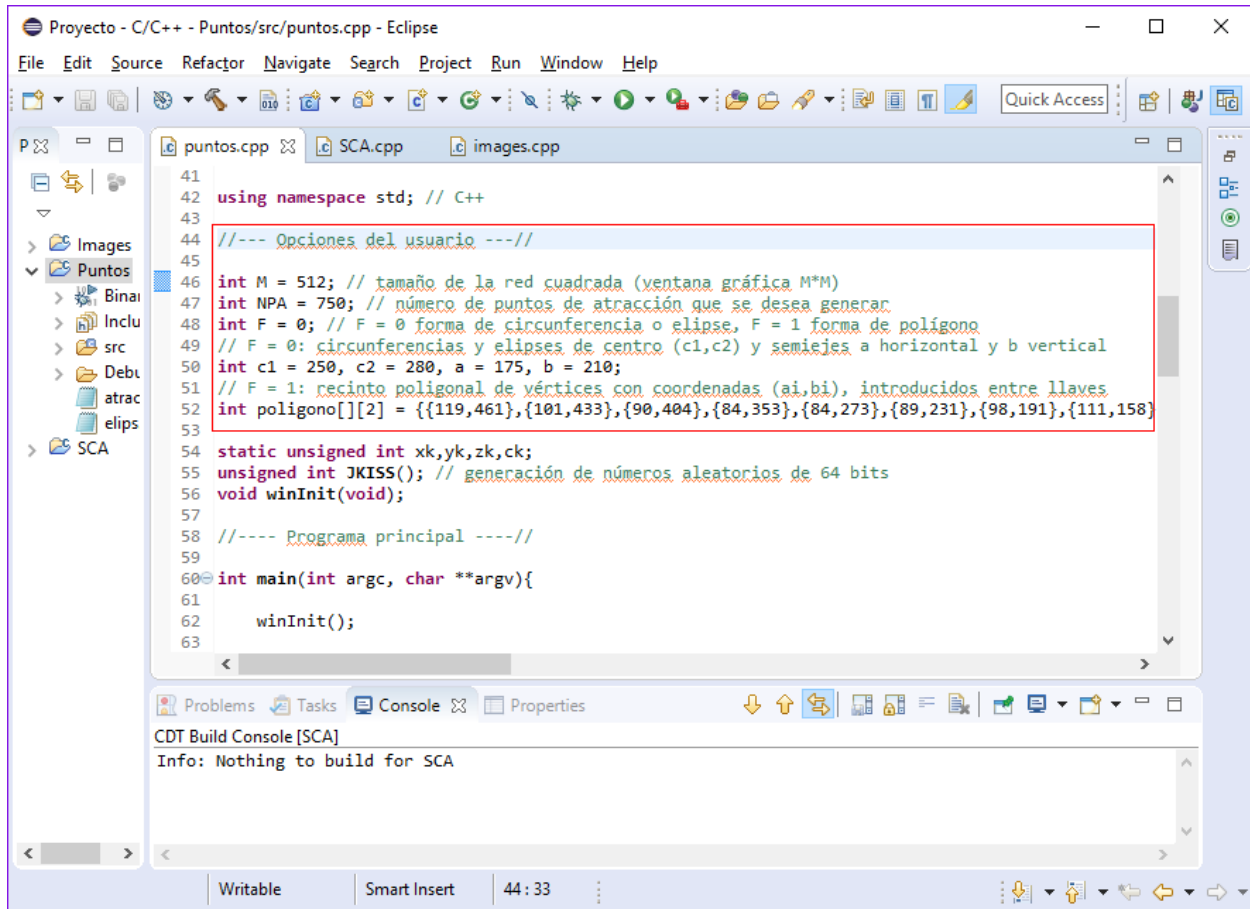 Proyecto - C/C++ - Puntos/src/puntos.cpp - Eclipse
File Edit Source Refactor Navigate Search Project Run Window Help
Quick Access
P
puntos.cpp
SCA.cpp
images.cpp
Images
Puntos
Binar
Inclu
src
Debu
atrac
elips
SCA
41
42 using namespace std; // C++
43
44 //--- Opciones del usuario ---//
45
46 int M = 512; // tamaño de la red cuadrada (ventana gráfica M*M)
47 int NPA = 750; // número de puntos de atracción que se desea generar
48 int F = 0; // F = 0 forma de circunferencia o elipse, F = 1 forma de polígono
49 // F = 0: circunferencias y elipses de centro (c1,c2) y semiejes a horizontal y b vertical
50 int c1 = 250, c2 = 280, a = 175, b = 210;
51 // F = 1: recinto poligonal de vértices con coordenadas (ai,bi), introducidos entre llaves
52 int poligono[][2] = {{119,461},{101,433},{90,404},{84,353},{84,273},{89,231},{98,191},{111,158}
53
54 static unsigned int xk,yk,zk,ck;
55 unsigned int JKISS(); // generación de números aleatorios de 64 bits
56 void winInit(void);
57
58 //---- Programa principal ----//
59
60 int main(int argc, char **argv){
61
62 winInit();
63
Problems Tasks Console Properties
CDT Build Console [SCA]
Info: Nothing to build for SCA
Writable Smart Insert 44 : 33